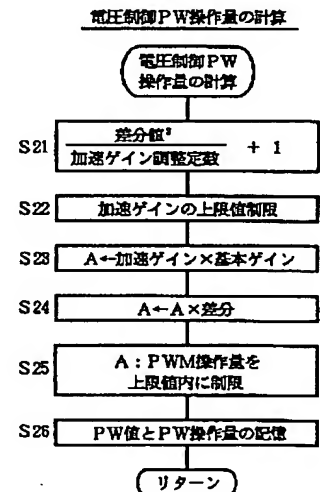 電圧制御PW操作量の計算
電圧制御PW
操作量の計算
S21
差分値²
加速ゲイン調整定数
+ 1
S22
加速ゲインの上限値制限
S23
A←加速ゲイン×基本ゲイン
S24
A←A×差分
S25
A:PWM操作量を
上限値内に制限
S26
PW値とPW操作量の記憶
リターン